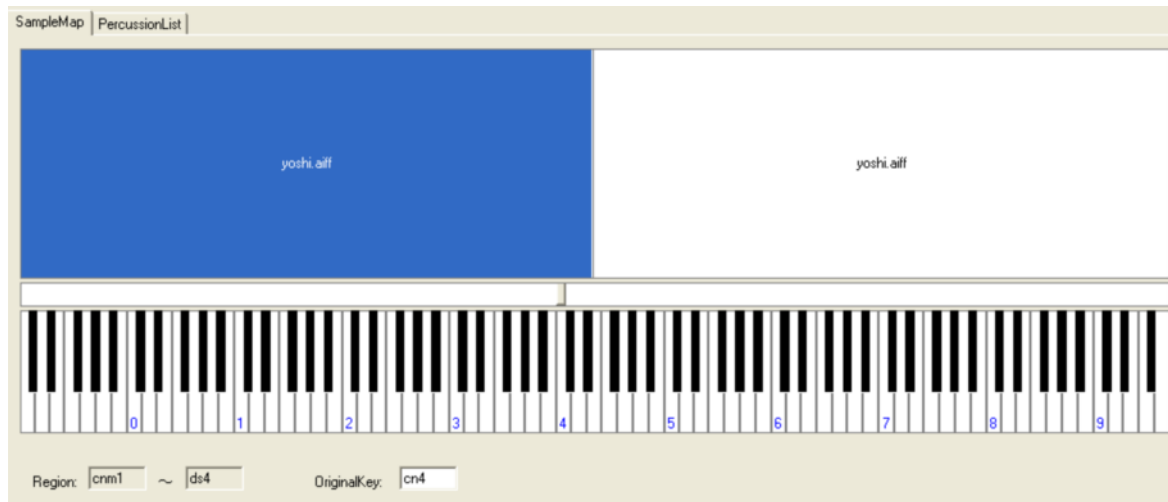 SampleMap PercussionList
yoshi.aiff yoshi.aiff
0 1 2 3 4 5 6 7 8 9
Region: cnm1 ~ ds4 OriginalKey: cn4